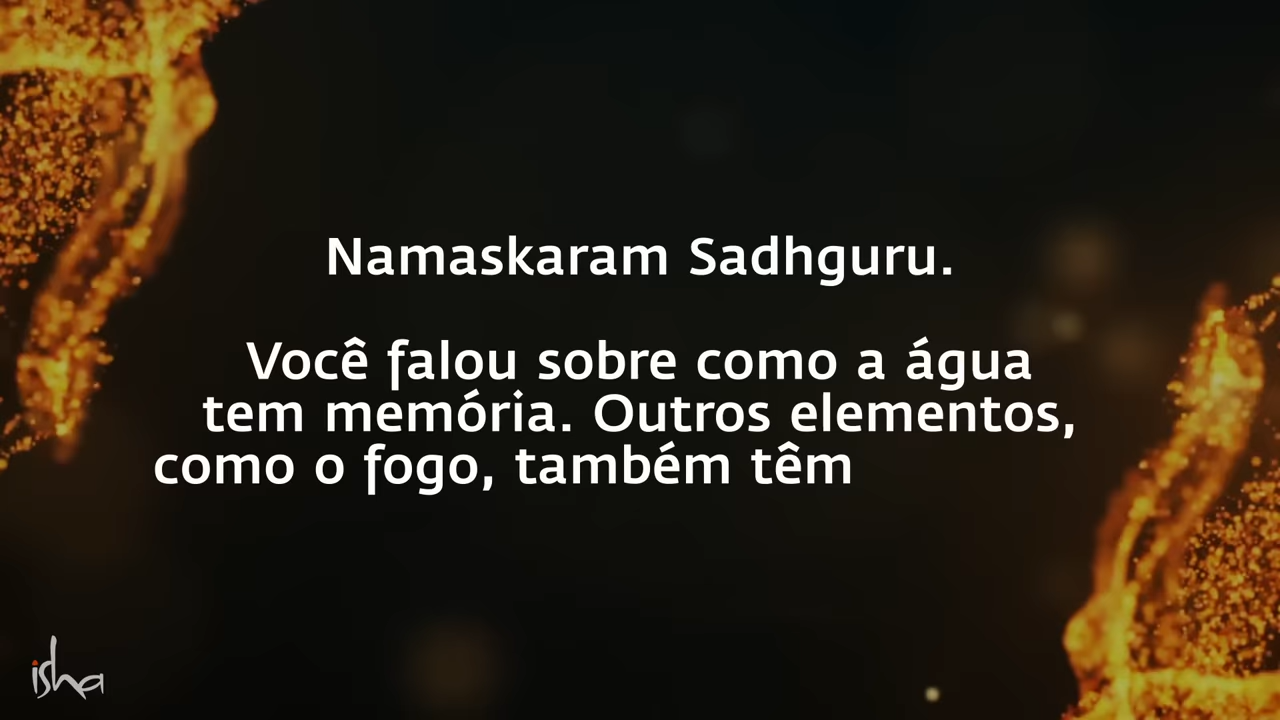 Namaskaram Sadhguru.
Você falou sobre como a água
tem memória. Outros elementos,
como o fogo, também têm
isha